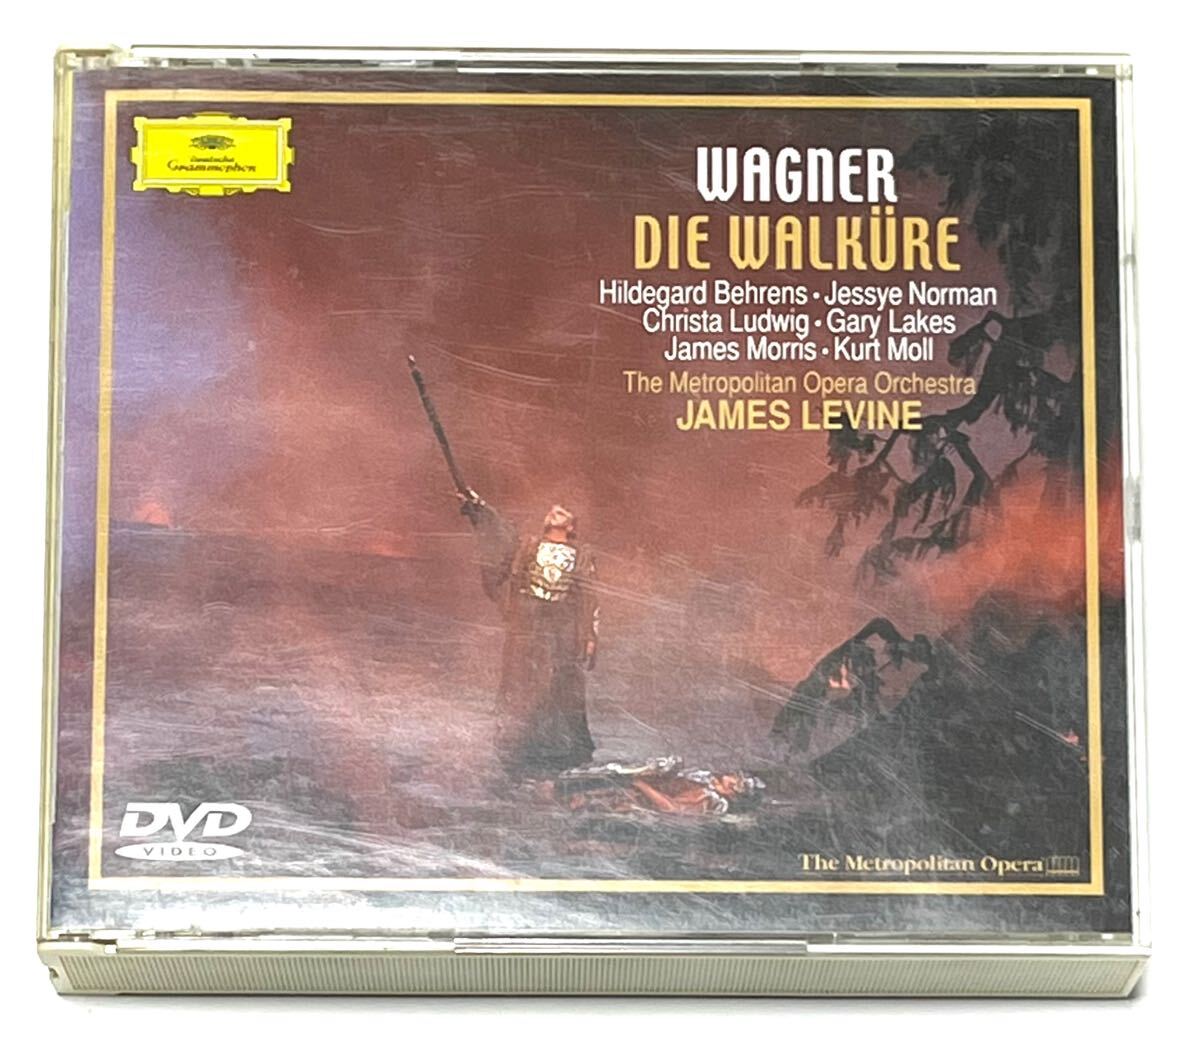 Deutsche
Grammophon
WAGNER
DIE WALKÜRE
Hildegard Behrens · Jessye Norman
Christa Ludwig · Gary Lakes
James Morris · Kurt Moll
The Metropolitan Opera Orchestra
JAMES LEVINE
DVD
VIDEO
The Metropolitan Opera